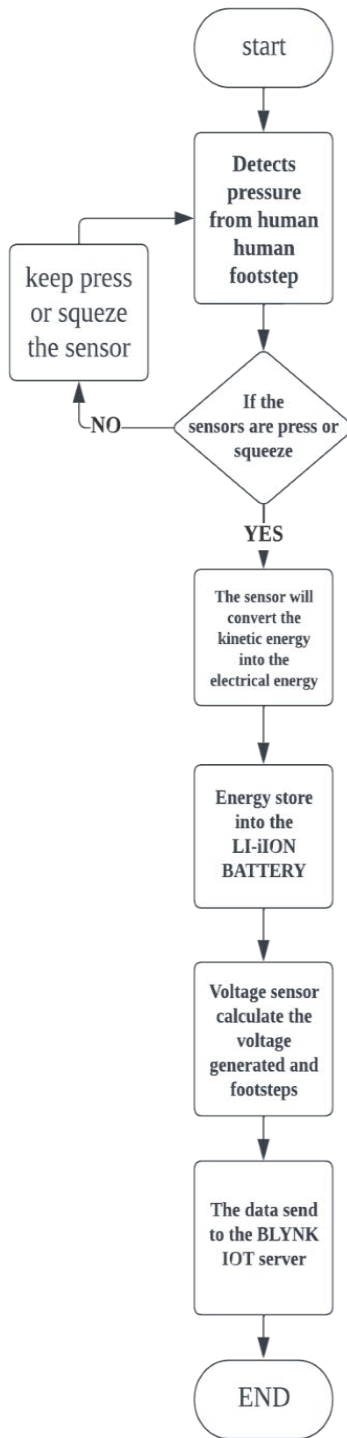 start
Detects
pressure
from human
human
footstep
keep press
or squeze
the sensor
If the
sensors are press or
squeeze
NO
YES
The sensor will
convert the
kinetic energy
into the
electrical energy
Energy store
into the
LI-iION
BATTERY
Voltage sensor
calculate the
voltage
generated and
footsteps
The data send
to the BLYNK
IOT server
END